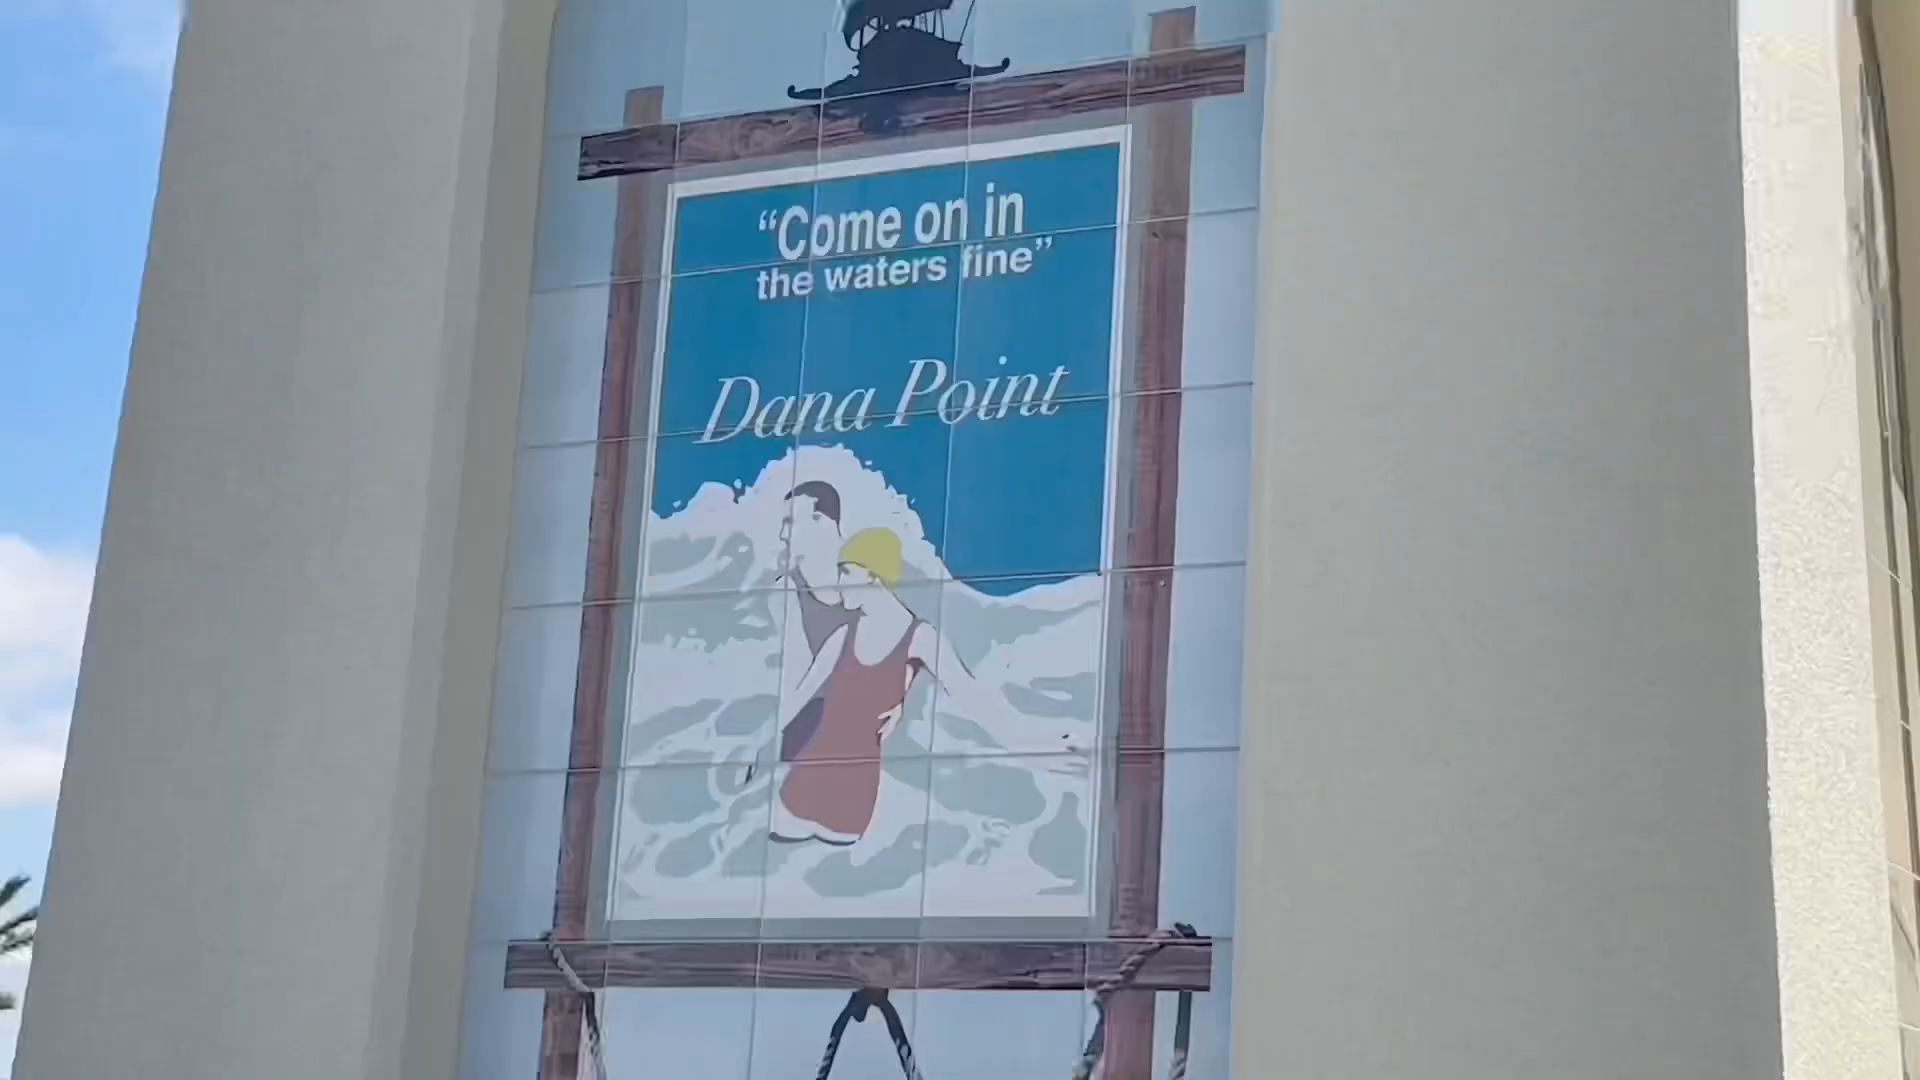 “Come on in
the waters fine”
Dana Point